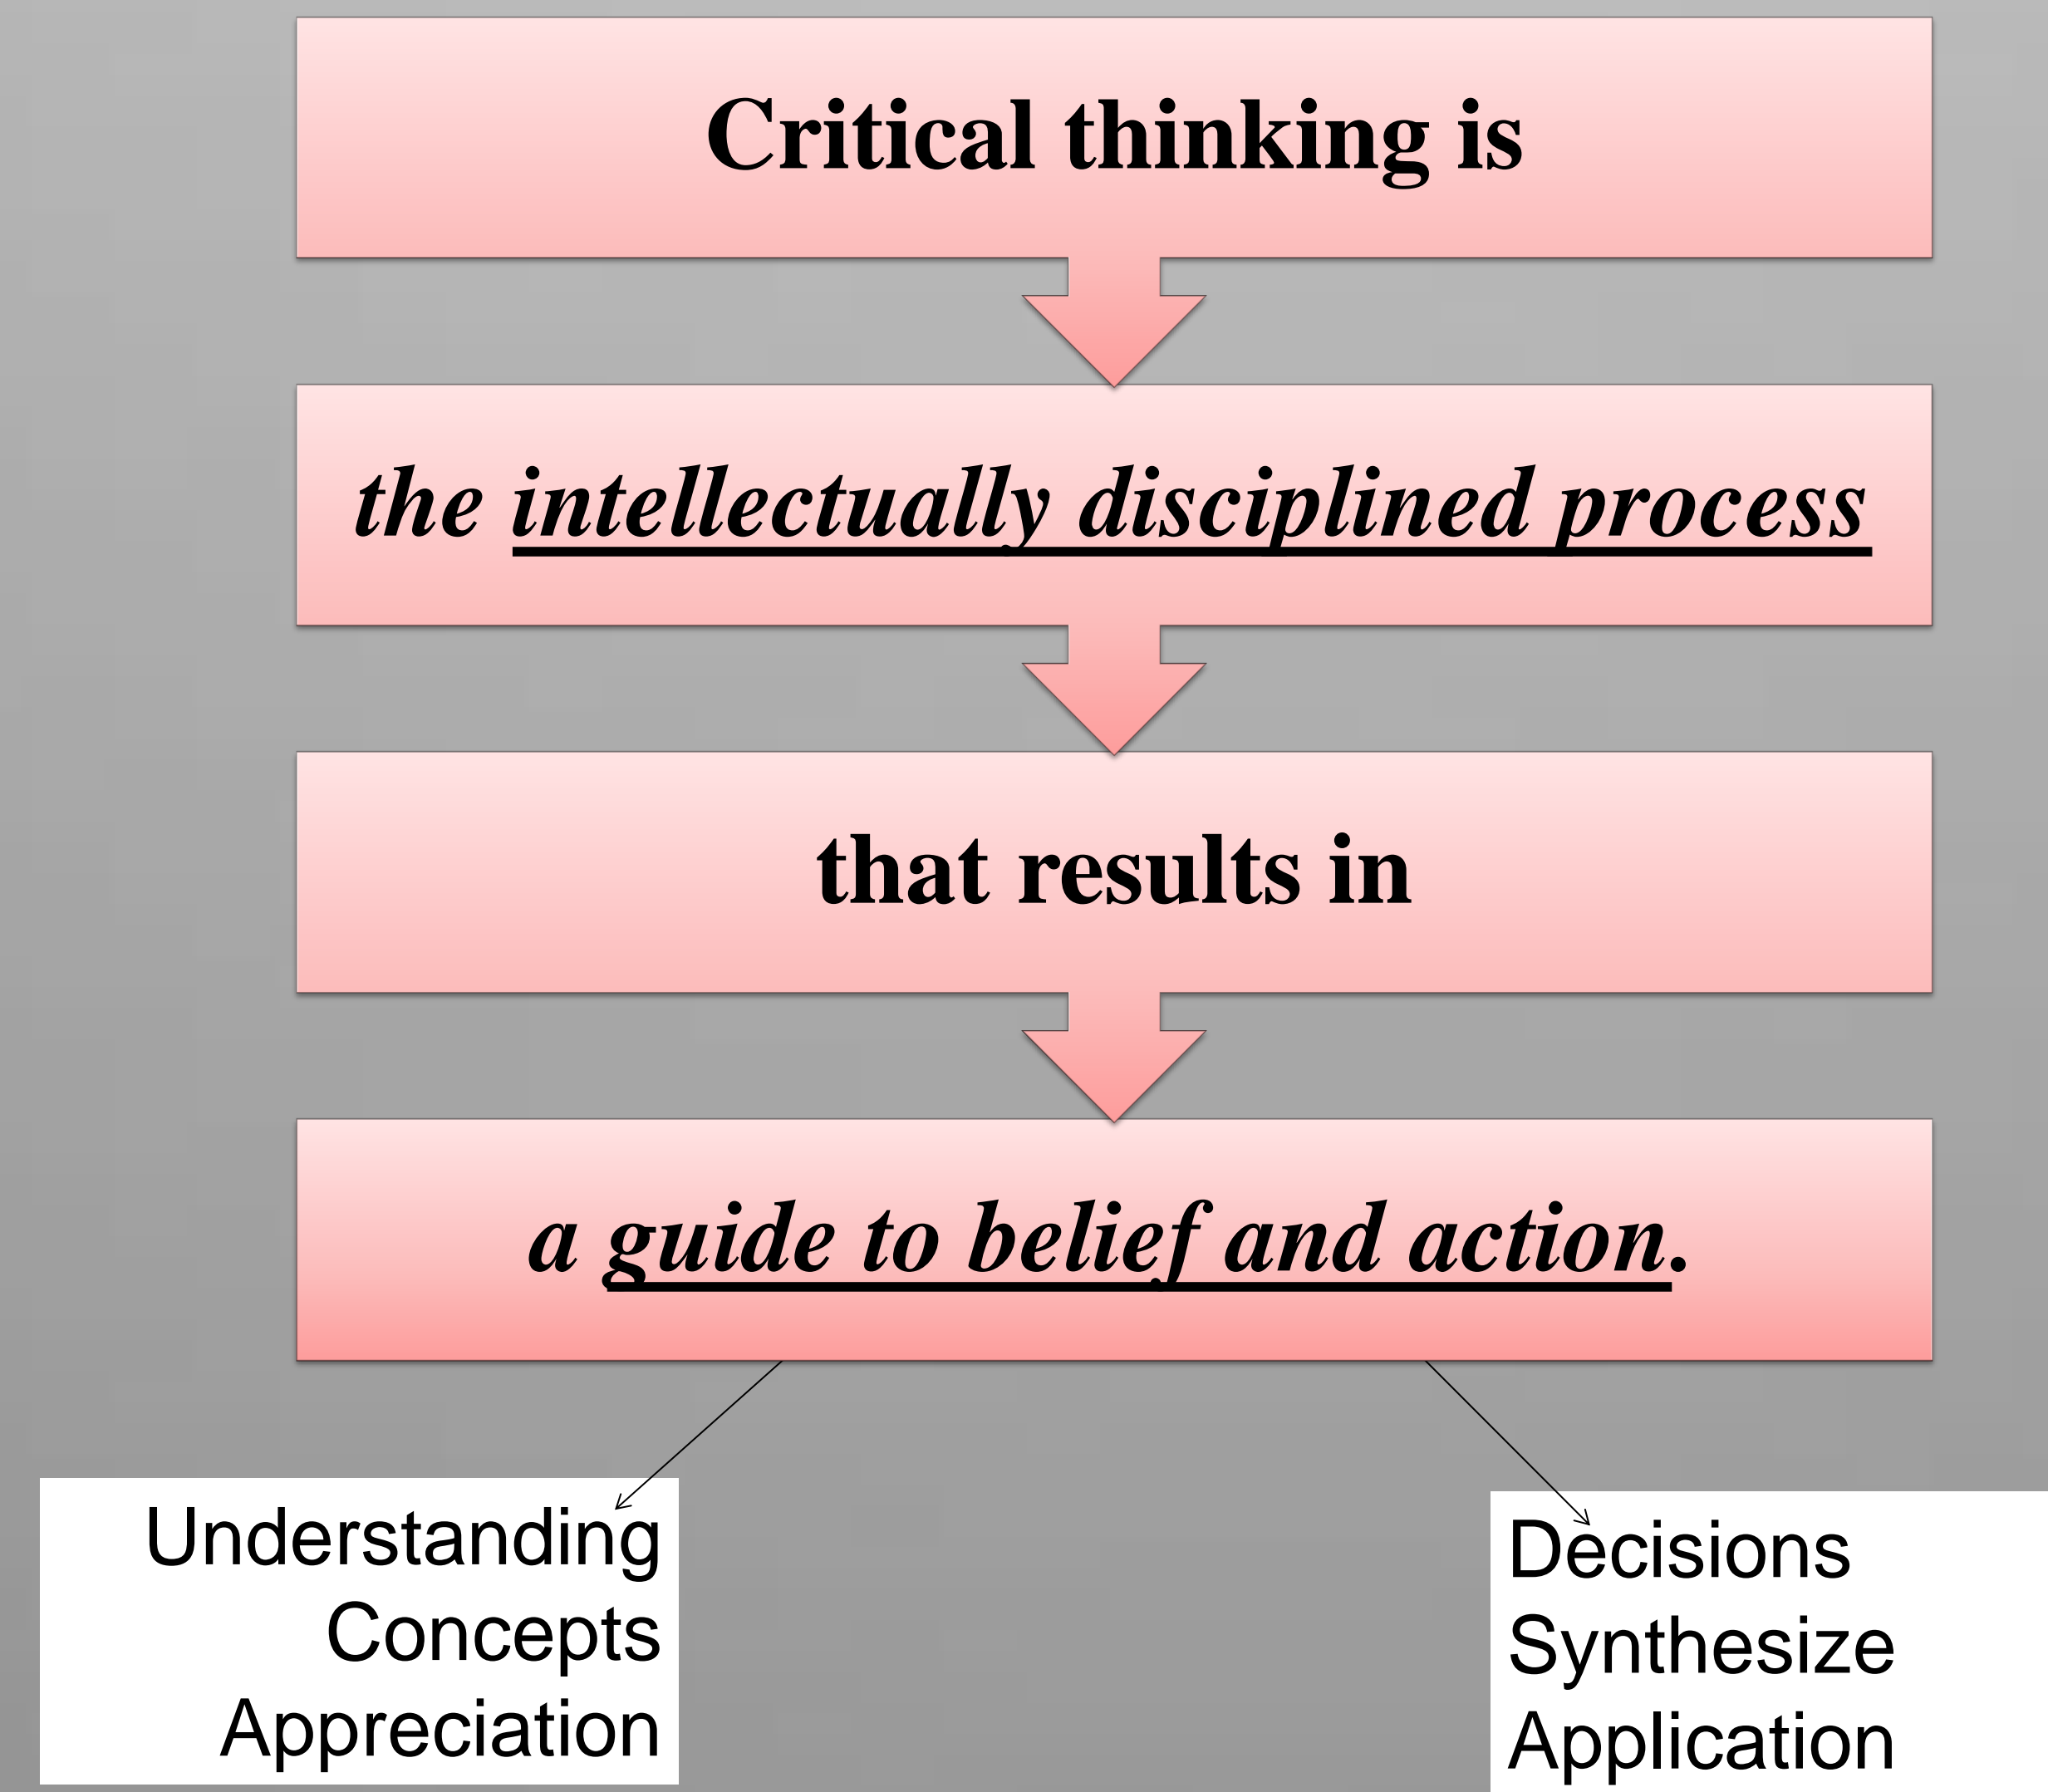 Critical thinking is
the intellectually disciplined process
that results in
a guide to belief and action.
Understanding
Concepts
Appreciation
Decisions
Synthesize
Application